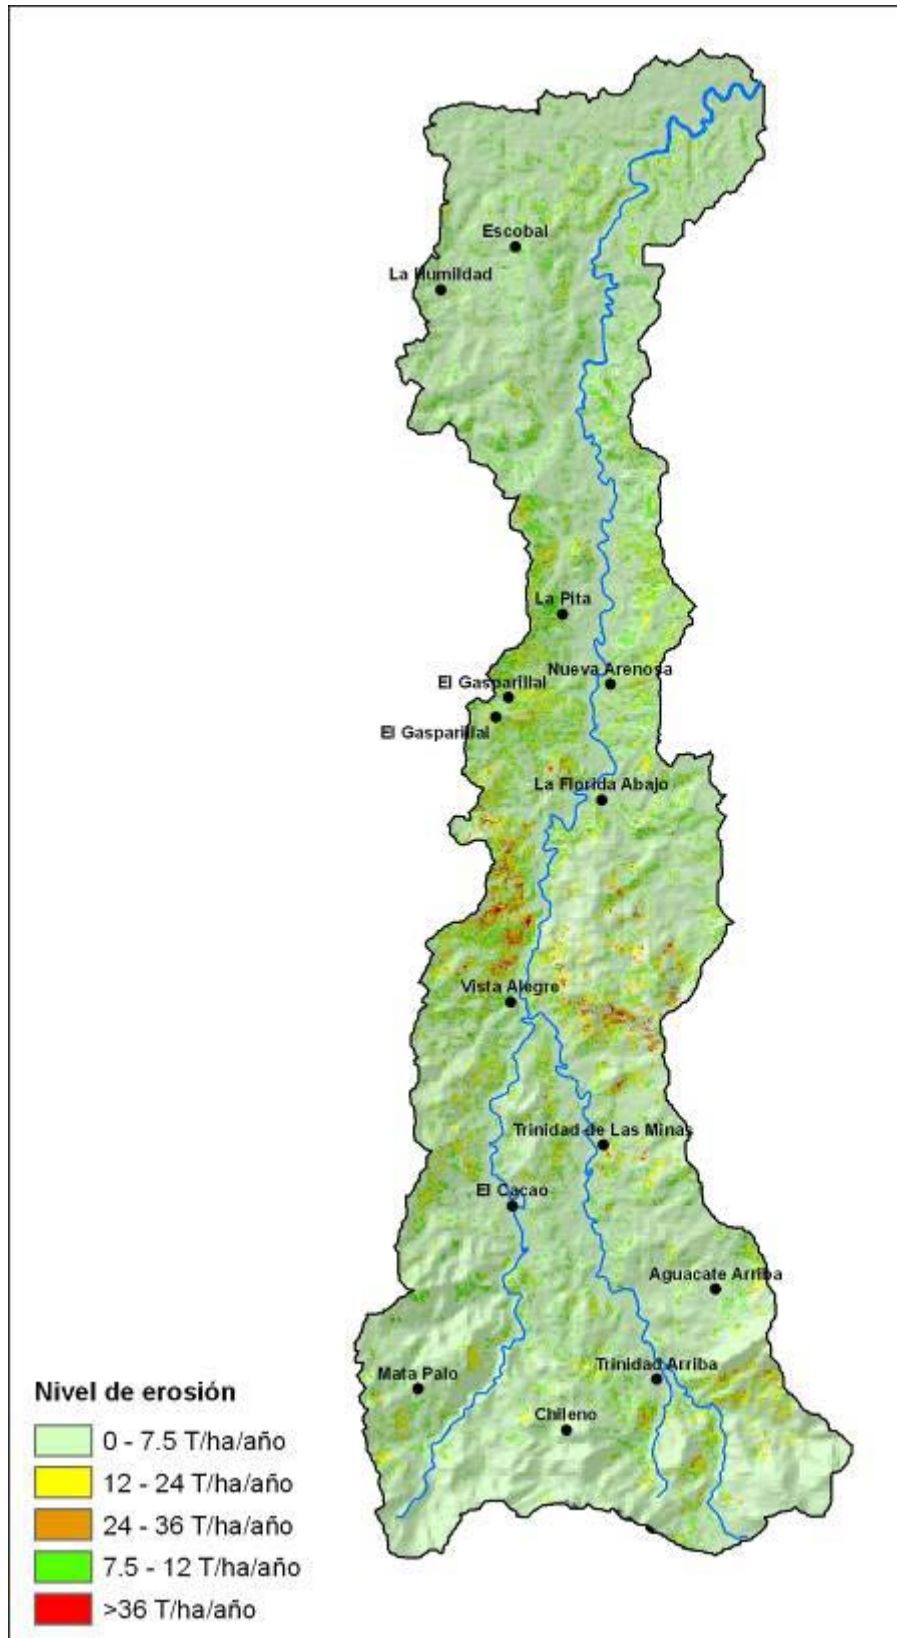 Escobal
La Humildad
La Pita
Nueva Arenosa
El Gasparillal
El Gasparillal
La Florida Abajo
Vista Alegre
Trinidad de Las Minas
El Cacao
Aguacate Arriba
Trinidad Arriba
Mata Palo
Chileno
Nivel de erosión
0 - 7.5 T/ha/año
12 - 24 T/ha/año
24 - 36 T/ha/año
7.5 - 12 T/ha/año
>36 T/ha/año